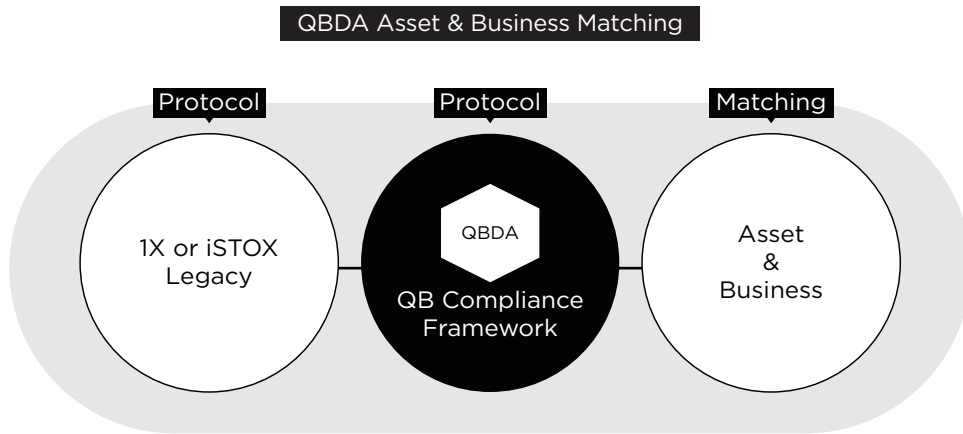 QBDA Asset & Business Matching
Protocol
Protocol
Matching
1X or iSTOX
Legacy
QBDA
QB Compliance
Framework
Asset
&
Business